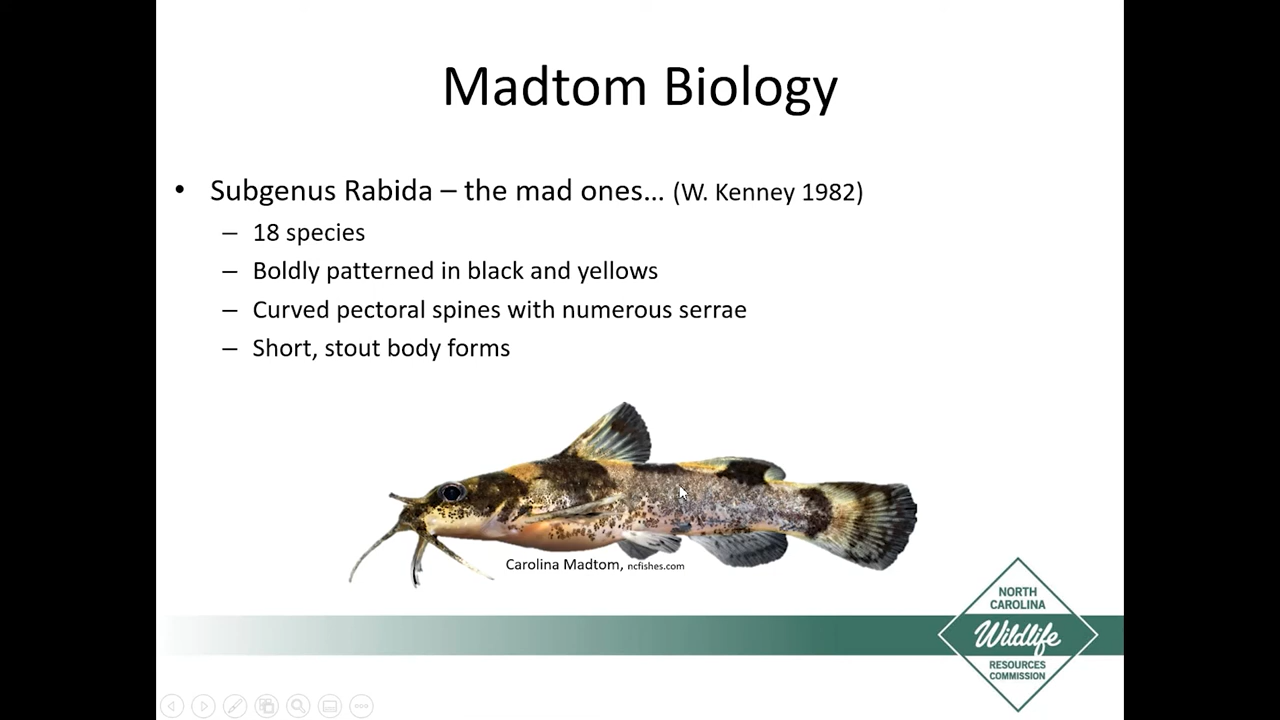 Madtom Biology
• Subgenus Rabida – the mad ones... (W. Kenney 1982)
– 18 species
– Boldly patterned in black and yellows
– Curved pectoral spines with numerous serrae
– Short, stout body forms
Carolina Madtom, ncfishes.com
NORTH
CAROLINA
Wildlife
RESOURCES
COMMISSION